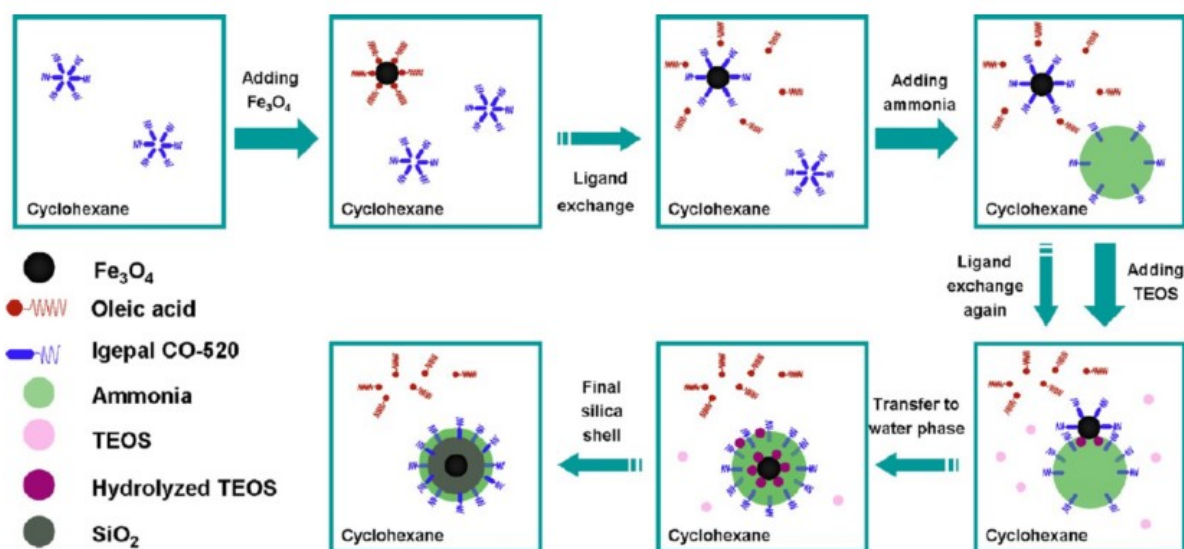 Cyclohexane
Adding
Fe₃O₄
Cyclohexane
Ligand
exchange
Cyclohexane
Adding
ammonia
Cyclohexane
Ligand
exchange
again
Adding
TEOS
Cyclohexane
Transfer to
water phase
Cyclohexane
Final
silica
shell
Cyclohexane
Fe₃O₄
Oleic acid
Igepal CO-520
Ammonia
TEOS
Hydrolyzed TEOS
SiO₂